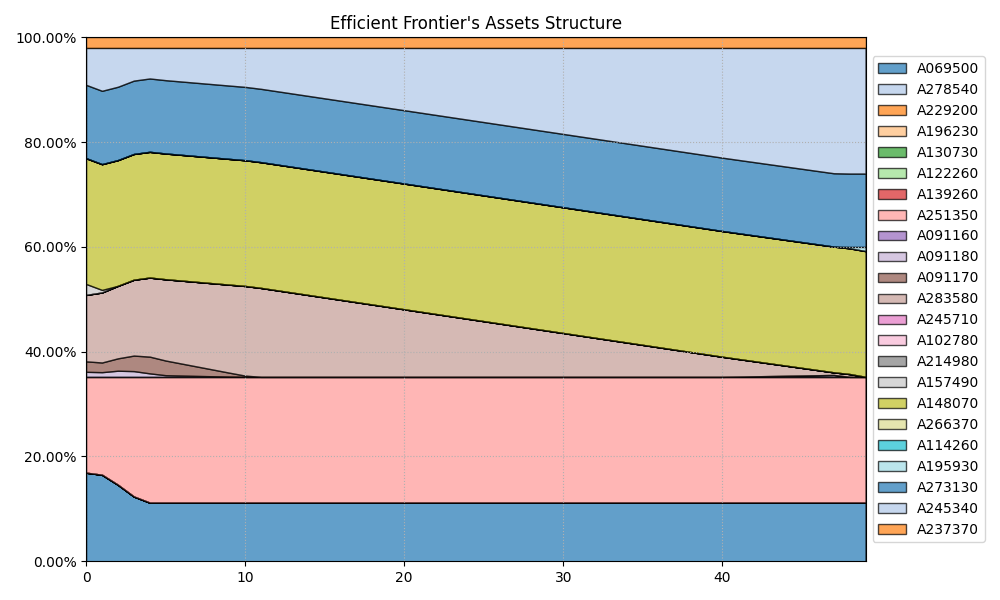 Efficient Frontier's Assets Structure
100.00%
80.00%
60.00%
40.00%
20.00%
0.00%
0
10
20
30
40
A069500
A278540
A229200
A196230
A130730
A122260
A139260
A251350
A091160
A091180
A091170
A283580
A245710
A102780
A214980
A157490
A148070
A266370
A114260
A195930
A273130
A245340
A237370